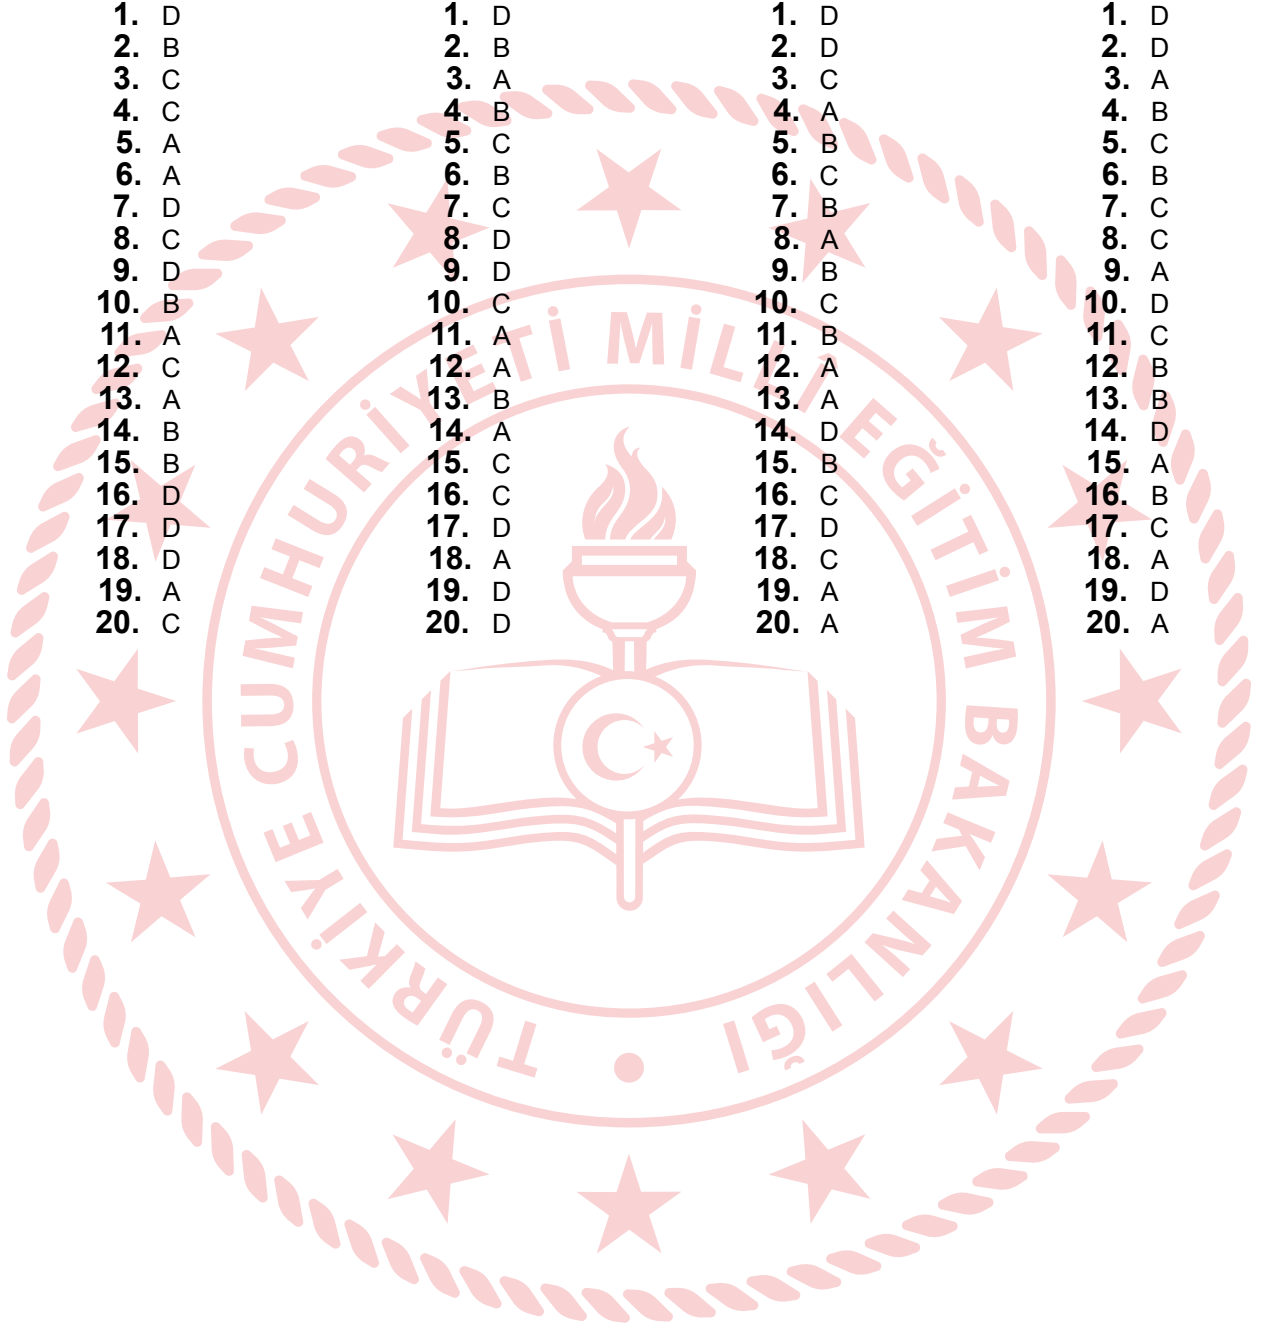 1. D 1. D 1. D 1. D
2. B 2. B 2. D 2. D
3. C 3. A 3. C 3. A
4. C 4. B 4. A 4. B
5. A 5. C 5. B 5. C
6. A 6. B 6. C 6. B
7. D 7. C 7. B 7. C
8. C 8. D 8. A 8. C
9. D 9. D 9. B 9. A
10. B 10. C 10. C 10. D
11. A 11. A 11. B 11. C
12. C 12. A 12. A 12. B
13. A 13. B 13. A 13. B
14. B 14. A 14. D 14. D
15. B 15. C 15. B 15. A
16. D 16. C 16. C 16. B
17. D 17. D 17. D 17. C
18. D 18. A 18. C 18. A
19. A 19. D 19. A 19. D
20. C 20. D 20. A 20. A
TÜRKİYE CUMHURİYETİ MİLLÎ EĞİTİM BAKANLIĞI